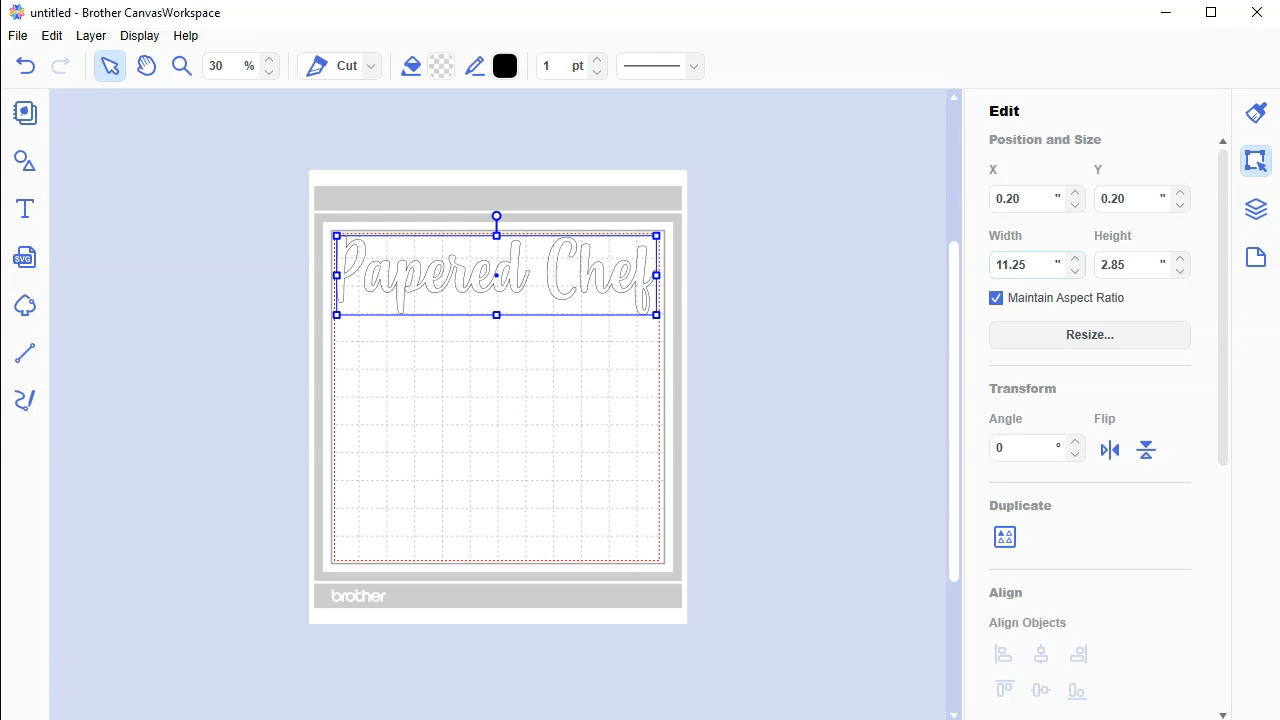 untitled - Brother CanvasWorkspace
File Edit Layer Display Help
30 % Cut 1 pt
Edit
Position and Size
X Y
0.20 " 0.20 "
Width Height
11.25 " 2.85 "
Maintain Aspect Ratio
Resize...
Transform
Angle Flip
0 °
Duplicate
Align
Align Objects
SVG
Papered Chef
brother